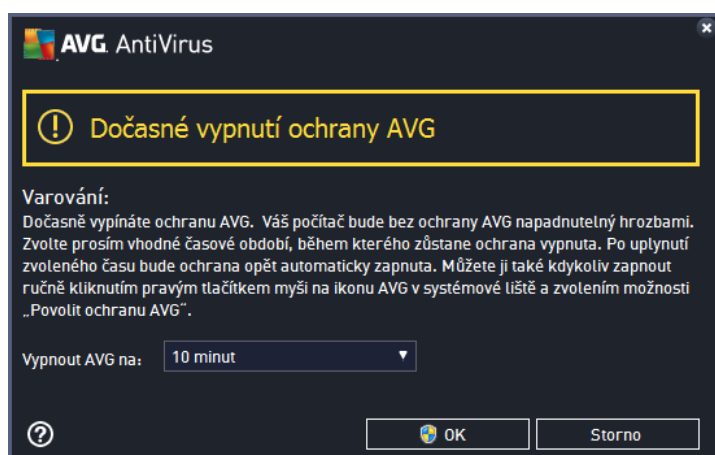 AVG. AntiVirus
Dočasné vypnutí ochrany AVG
Varování:
Dočasně vypínáte ochranu AVG. Váš počítač bude bez ochrany AVG napadnutelný hrozbami.
Zvolte prosím vhodné časové období, během kterého zůstane ochrana vypnuta. Po uplynutí
zvoleného času bude ochrana opět automaticky zapnuta. Můžete ji také kdykoliv zapnout
ručně kliknutím pravým tlačítkem myši na ikonu AVG v systémové liště a zvolením možnosti
„Povolit ochranu AVG“.
Vypnout AVG na: 10 minut
OK Storno